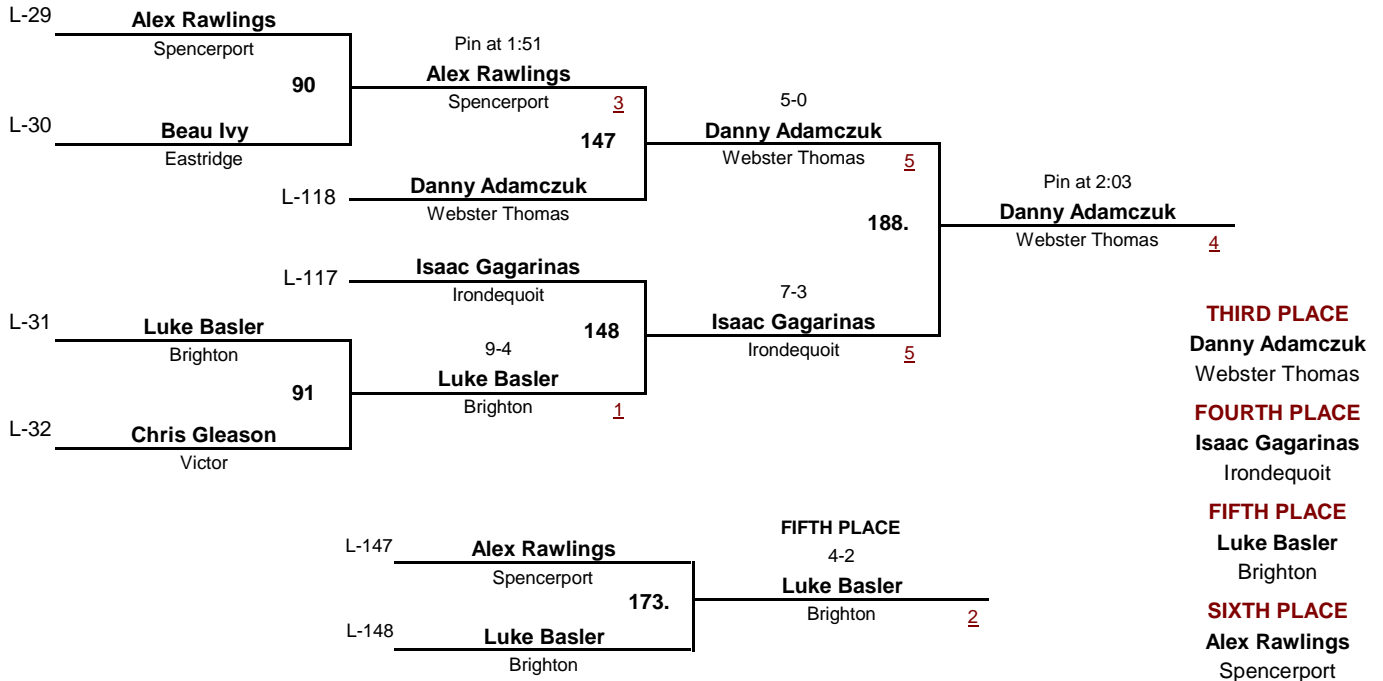 L-29
Alex Rawlings
Spencerport
90
Pin at 1:51
Alex Rawlings
Spencerport
3
L-30
Beau Ivy
Eastridge
147
5-0
Danny Adamczuk
Webster Thomas
5
L-118
Danny Adamczuk
Webster Thomas
188.
Pin at 2:03
Danny Adamczuk
Webster Thomas
4
L-117
Isaac Gagarinas
Irondequoit
148
7-3
Isaac Gagarinas
Irondequoit
5
L-31
Luke Basler
Brighton
91
9-4
Luke Basler
Brighton
1
L-32
Chris Gleason
Victor
THIRD PLACE
Danny Adamczuk
Webster Thomas
FOURTH PLACE
Isaac Gagarinas
Irondequoit
FIFTH PLACE
Luke Basler
Brighton
SIXTH PLACE
Alex Rawlings
Spencerport
L-147
Alex Rawlings
Spencerport
173.
FIFTH PLACE
4-2
Luke Basler
Brighton
2
L-148
Luke Basler
Brighton